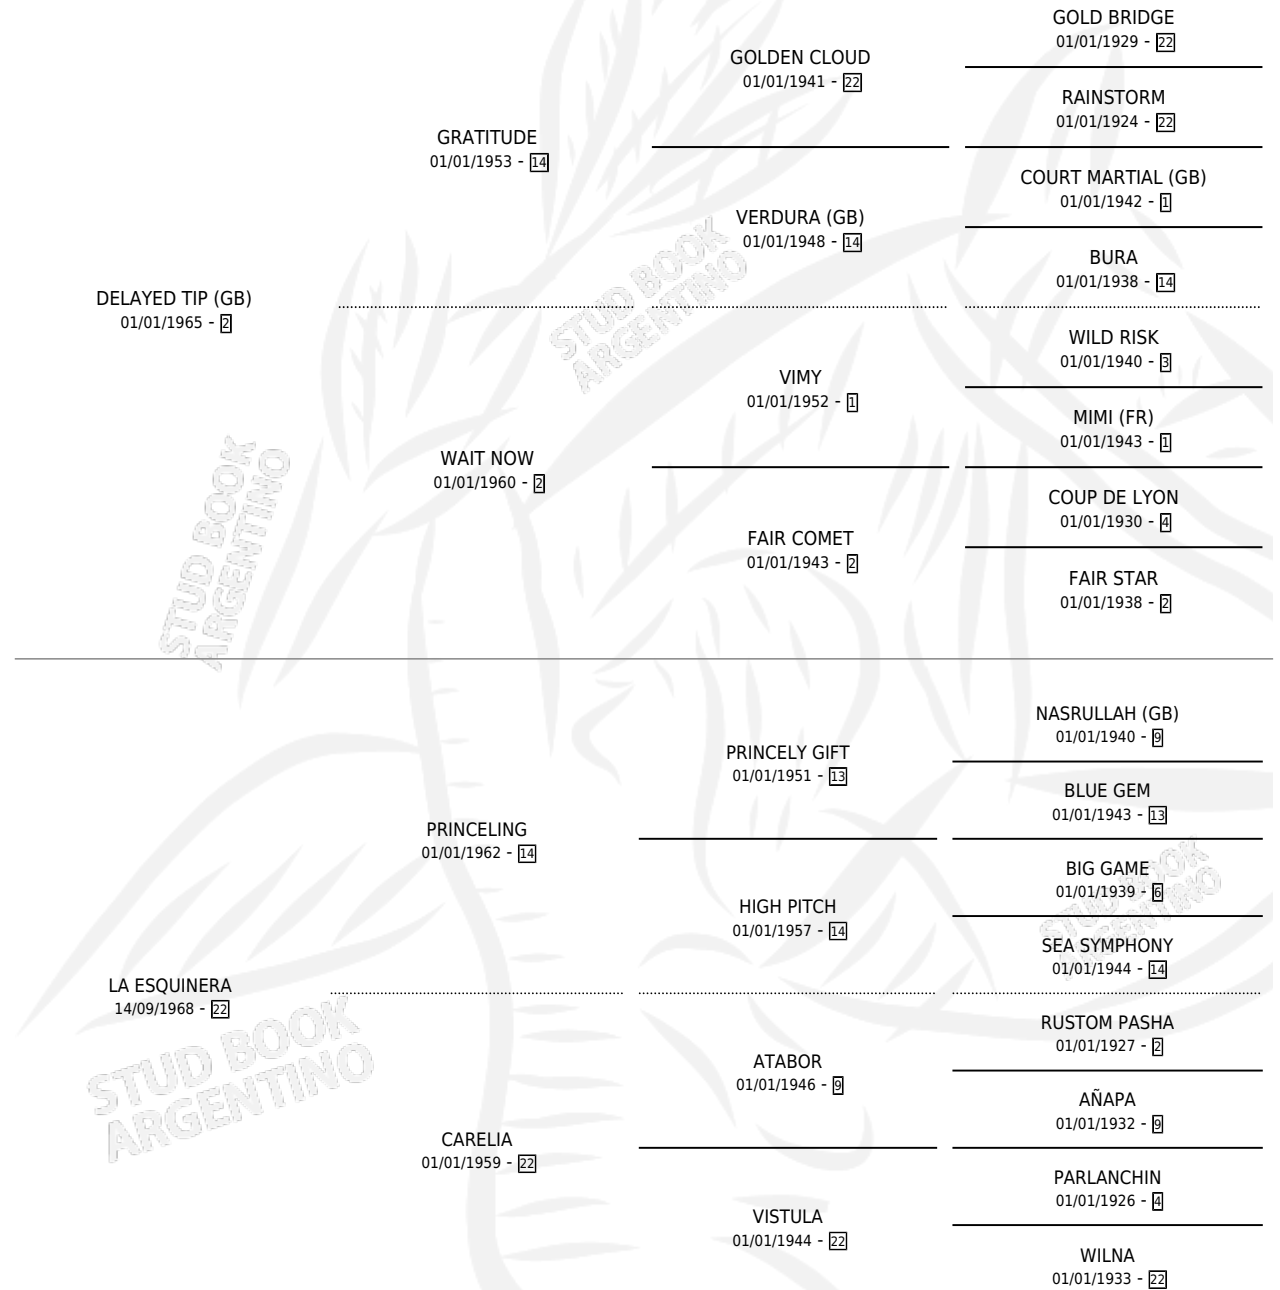 GOLD BRIDGE
01/01/1929 - 22
GOLDEN CLOUD
01/01/1941 - 22
RAINSTORM
01/01/1924 - 22
GRATITUDE
01/01/1953 - 14
COURT MARTIAL (GB)
01/01/1942 - 1
VERDURA (GB)
01/01/1948 - 14
BURA
01/01/1938 - 14
DELAYED TIP (GB)
01/01/1965 - 2
WILD RISK
01/01/1940 - 3
VIMY
01/01/1952 - 1
MIMI (FR)
01/01/1943 - 1
WAIT NOW
01/01/1960 - 2
COUP DE LYON
01/01/1930 - 4
FAIR COMET
01/01/1943 - 2
FAIR STAR
01/01/1938 - 2
STUD BOOK
ARGENTINO
STUD BOOK
ARGENTINO
NASRULLAH (GB)
01/01/1940 - 9
PRINCELY GIFT
01/01/1951 - 13
BLUE GEM
01/01/1943 - 13
PRINCELING
01/01/1962 - 14
BIG GAME
01/01/1939 - 6
HIGH PITCH
01/01/1957 - 14
SEA SYMPHONY
01/01/1944 - 14
LA ESQUINERA
14/09/1968 - 22
RUSTOM PASHA
01/01/1927 - 2
ATABOR
01/01/1946 - 9
AÑAPA
01/01/1932 - 9
CARELIA
01/01/1959 - 22
PARLANCHIN
01/01/1926 - 4
VISTULA
01/01/1944 - 22
WILNA
01/01/1933 - 22
STUD BOOK
ARGENTINO
STUD BOOK
ARGENTINO